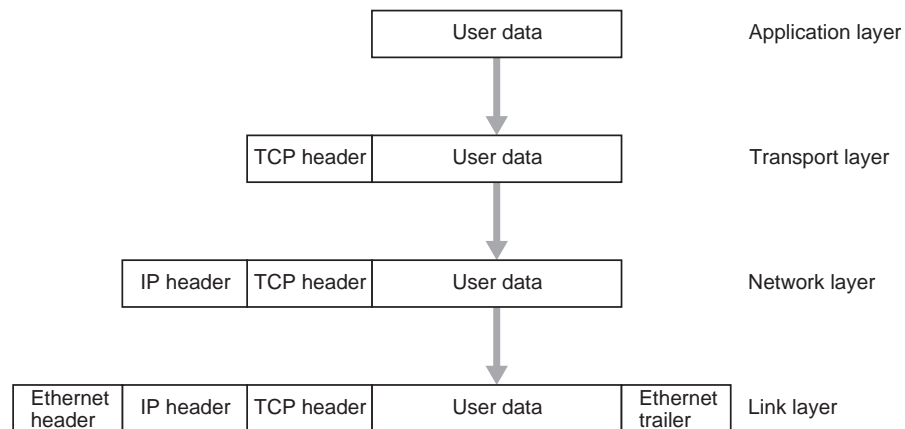 User data Application layer
TCP header User data Transport layer
IP header TCP header User data Network layer
Ethernet header IP header TCP header User data Ethernet trailer Link layer